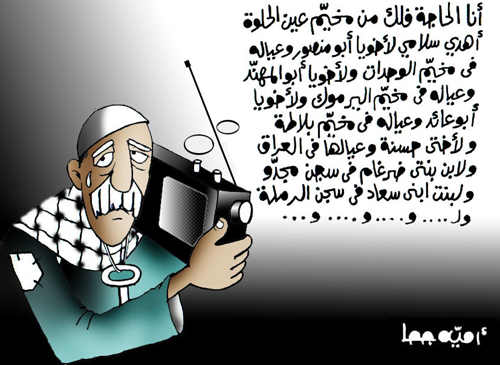 أنا الحاجة فلك من مخيّم عين الحلوة
أهدي سلامي لأخويا أبو منصور وعياله
في مخيّم الوحدات ولأخويا أبو المهنّد
وعياله في مخيّم اليرموك ولأخويا
أبو عائد وعياله في مخيّم بلاطة
ولأختي حسنة وعيالها في العراق
ولابن بنتي ضرغام في سجن مجدّو
ولبنت ابني سعاد في سجن الرملة
ولـ.... و.... و.... و...
أميّه جحا